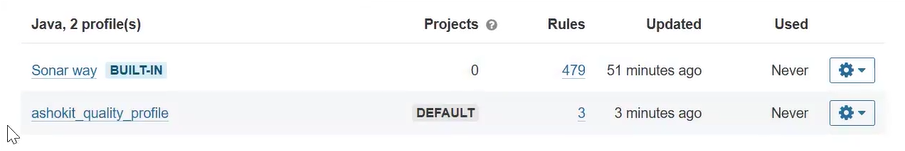 Java, 2 profile(s) Projects ? Rules Updated Used
Sonar way BUILT-IN 0 479 51 minutes ago Never
ashokit_quality_profile DEFAULT 3 3 minutes ago Never